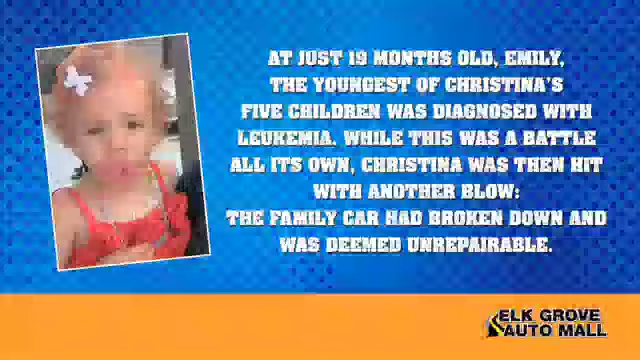 AT JUST 19 MONTHS OLD, EMILY,
THE YOUNGEST OF CHRISTINA'S
FIVE CHILDREN WAS DIAGNOSED WITH
LEUKEMIA. WHILE THIS WAS A BATTLE
ALL ITS OWN, CHRISTINA WAS THEN HIT
WITH ANOTHER BLOW:
THE FAMILY CAR HAD BROKEN DOWN AND
WAS DEEMED UNREPAIRABLE.
ELK GROVE
AUTO MALL